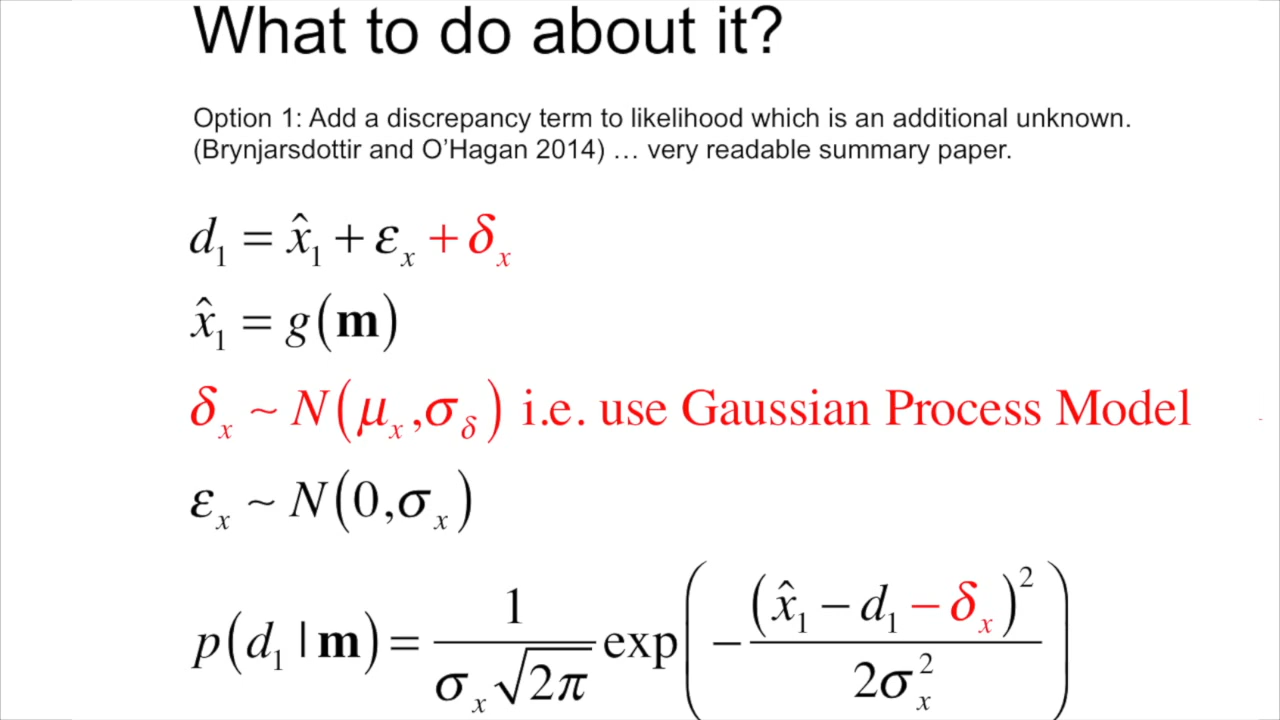 What to do about it?
Option 1: Add a discrepancy term to likelihood which is an additional unknown.
(Brynjarsdottir and O’Hagan 2014) … very readable summary paper.
d₁ = x̂₁ + εₓ + δₓ
x̂₁ = g(𝐦)
δₓ ~ N(μₓ,σ_δ) i.e. use Gaussian Process Model
εₓ ~ N(0,σₓ)
p(d₁ | 𝐦) = 1/(σₓ√(2π)) exp(−(x̂₁ − d₁ − δₓ)²/(2σₓ²))